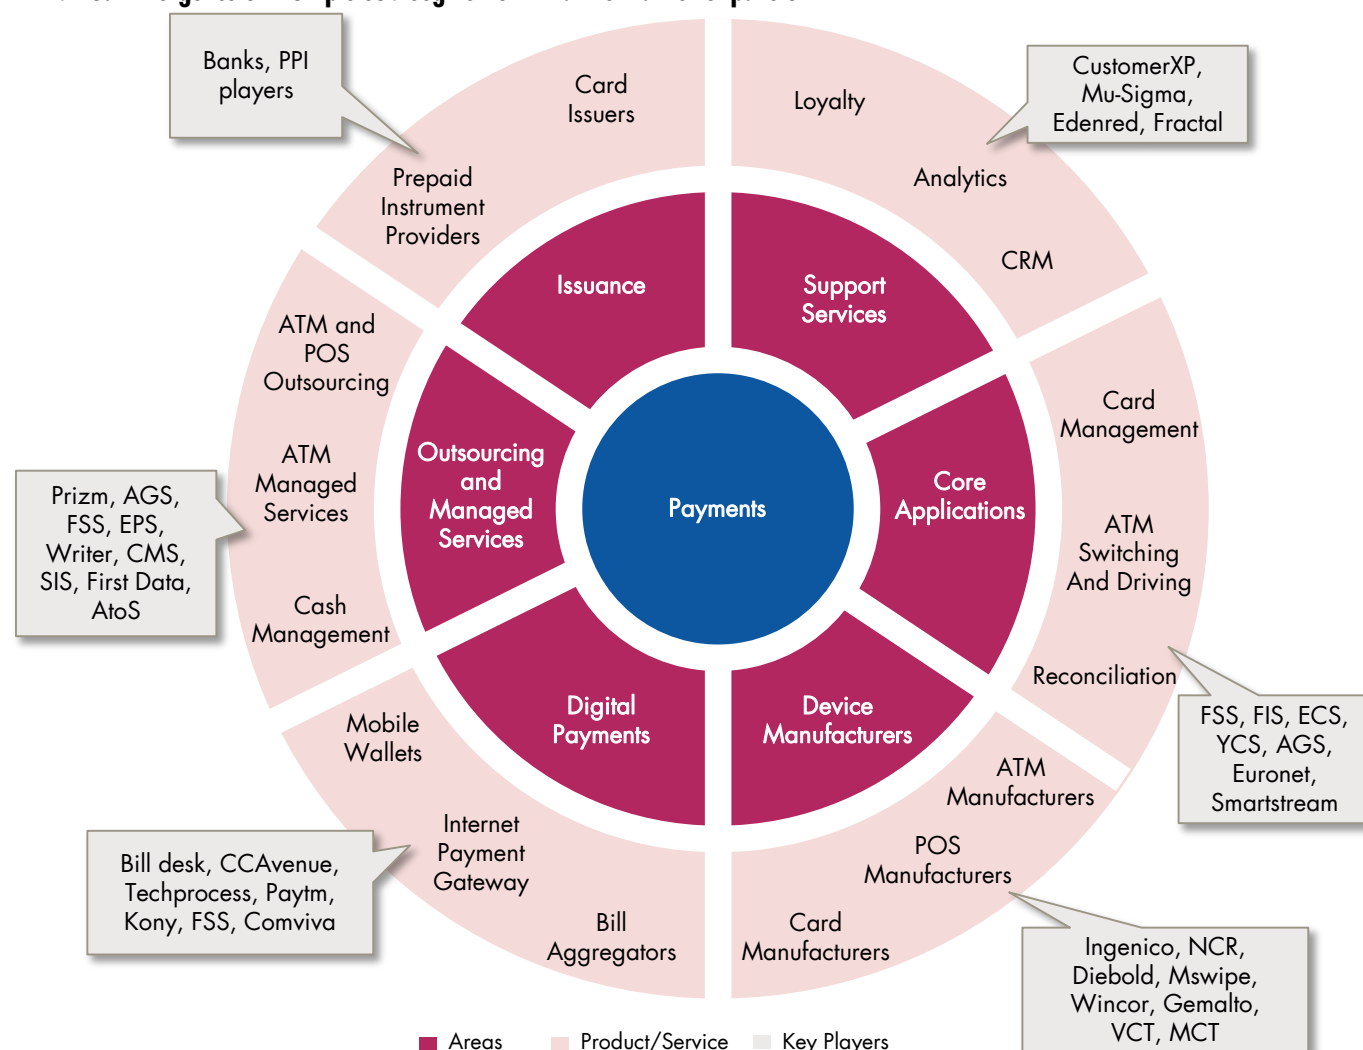 Banks, PPI
players
Card
Issuers
Prepaid
Instrument
Providers
Loyalty
Analytics
CRM
CustomerXP,
Mu-Sigma,
Edenred, Fractal
Issuance
Support
Services
ATM and
POS
Outsourcing
ATM
Managed
Services
Cash
Management
Outsourcing
and
Managed
Services
Payments
Core
Applications
Card
Management
ATM
Switching
And Driving
Reconciliation
Prizm, AGS,
FSS, EPS,
Writer, CMS,
SIS, First Data,
AtoS
FSS, FIS, ECS,
YCS, AGS,
Euronet,
Smartstream
Digital
Payments
Device
Manufacturers
Mobile
Wallets
Internet
Payment
Gateway
Bill
Aggregators
ATM
Manufacturers
POS
Manufacturers
Card
Manufacturers
Bill desk, CCAvenue,
Techprocess, Paytm,
Kony, FSS, Comviva
Ingenico, NCR,
Diebold, Mswipe,
Wincor, Gemalto,
VCT, MCT
Areas
Product/Service
Key Players